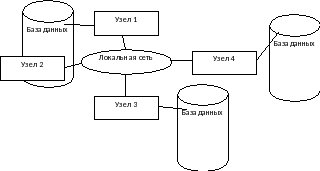 Узел 1
База данных
База данных
Локальная сеть
Узел 4
Узел 2
Узел 3
База данных